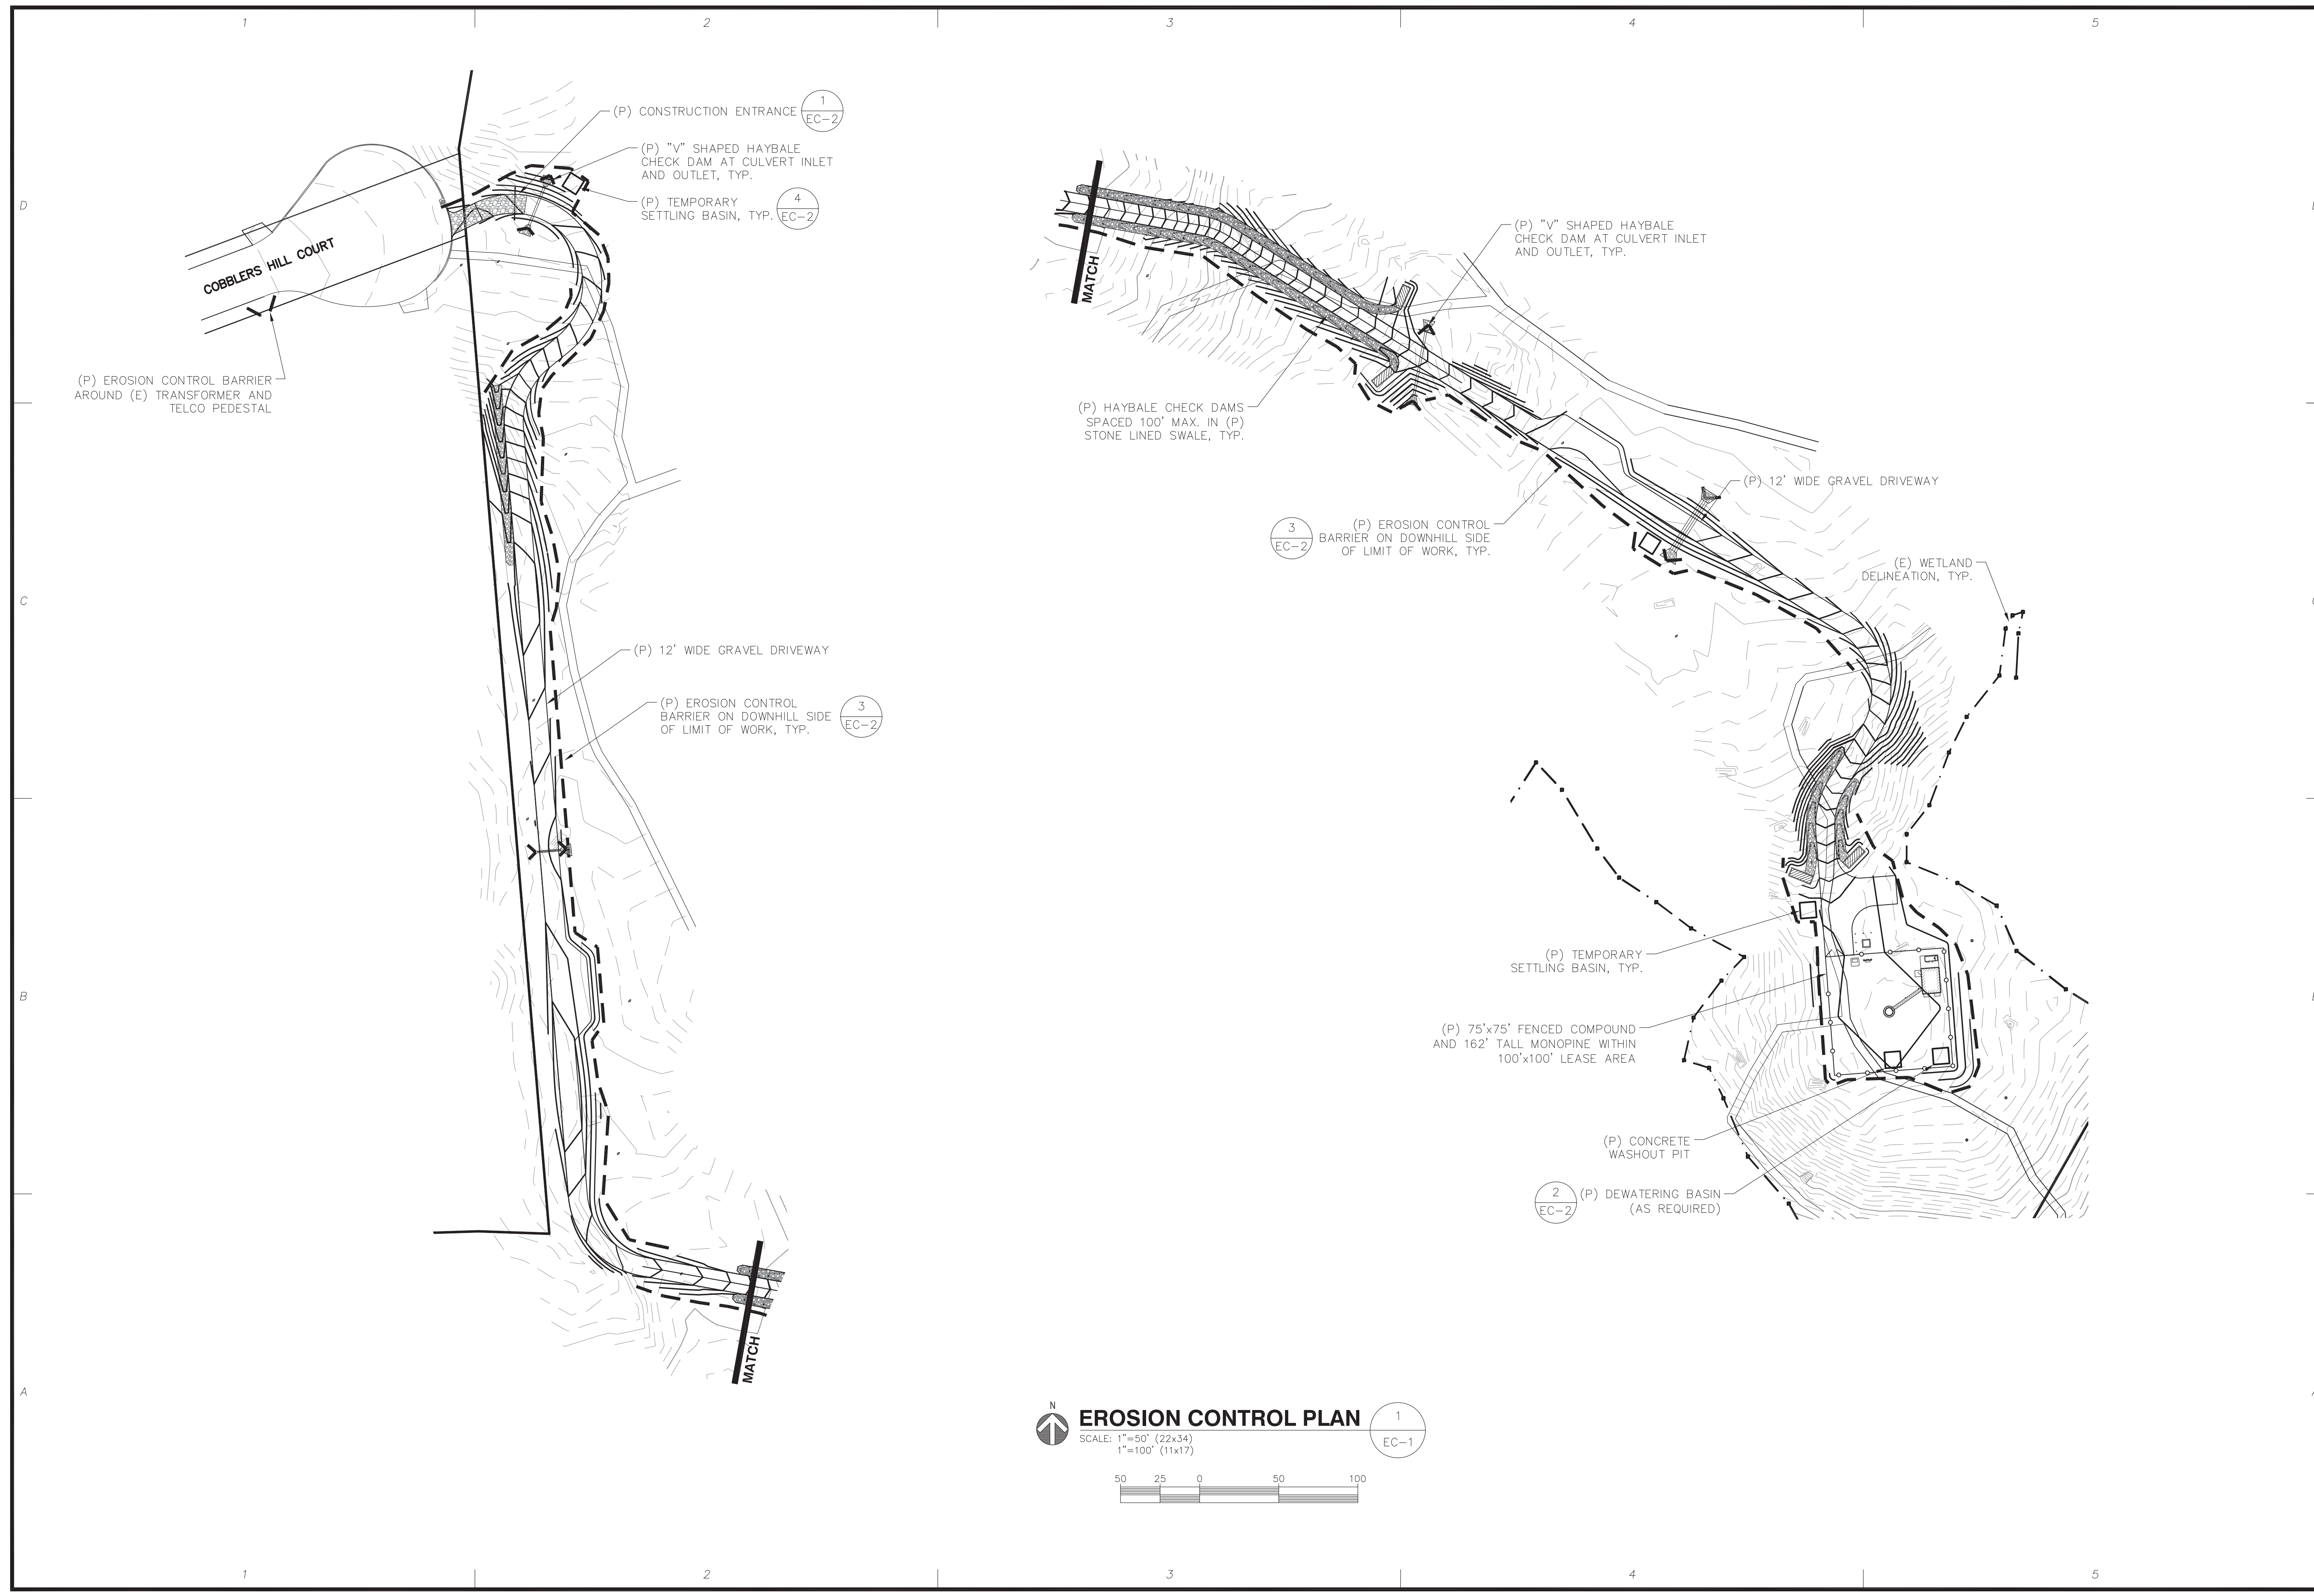 1 2 3 4 5
D
C
B
A
(P) CONSTRUCTION ENTRANCE
1
EC-2
(P) "V" SHAPED HAYBALE
CHECK DAM AT CULVERT INLET
AND OUTLET, TYP.
(P) TEMPORARY
SETTLING BASIN, TYP.
4
EC-2
COBBLERS HILL COURT
(P) EROSION CONTROL BARRIER
AROUND (E) TRANSFORMER AND
TELCO PEDESTAL
(P) 12' WIDE GRAVEL DRIVEWAY
(P) EROSION CONTROL
BARRIER ON DOWNHILL SIDE
OF LIMIT OF WORK, TYP.
3
EC-2
MATCH
MATCH
(P) "V" SHAPED HAYBALE
CHECK DAM AT CULVERT INLET
AND OUTLET, TYP.
(P) HAYBALE CHECK DAMS
SPACED 100' MAX. IN (P)
STONE LINED SWALE, TYP.
(P) 12' WIDE GRAVEL DRIVEWAY
3
EC-2
(P) EROSION CONTROL
BARRIER ON DOWNHILL SIDE
OF LIMIT OF WORK, TYP.
(E) WETLAND
DELINEATION, TYP.
(P) TEMPORARY
SETTLING BASIN, TYP.
(P) 75'x75' FENCED COMPOUND
AND 162' TALL MONOPINE WITHIN
100'x100' LEASE AREA
(P) CONCRETE
WASHOUT PIT
2
EC-2
(P) DEWATERING BASIN
(AS REQUIRED)
N
EROSION CONTROL PLAN
SCALE: 1"=50' (22x34)
1"=100' (11x17)
1
EC-1
50 25 0 50 100
1 2 3 4 5